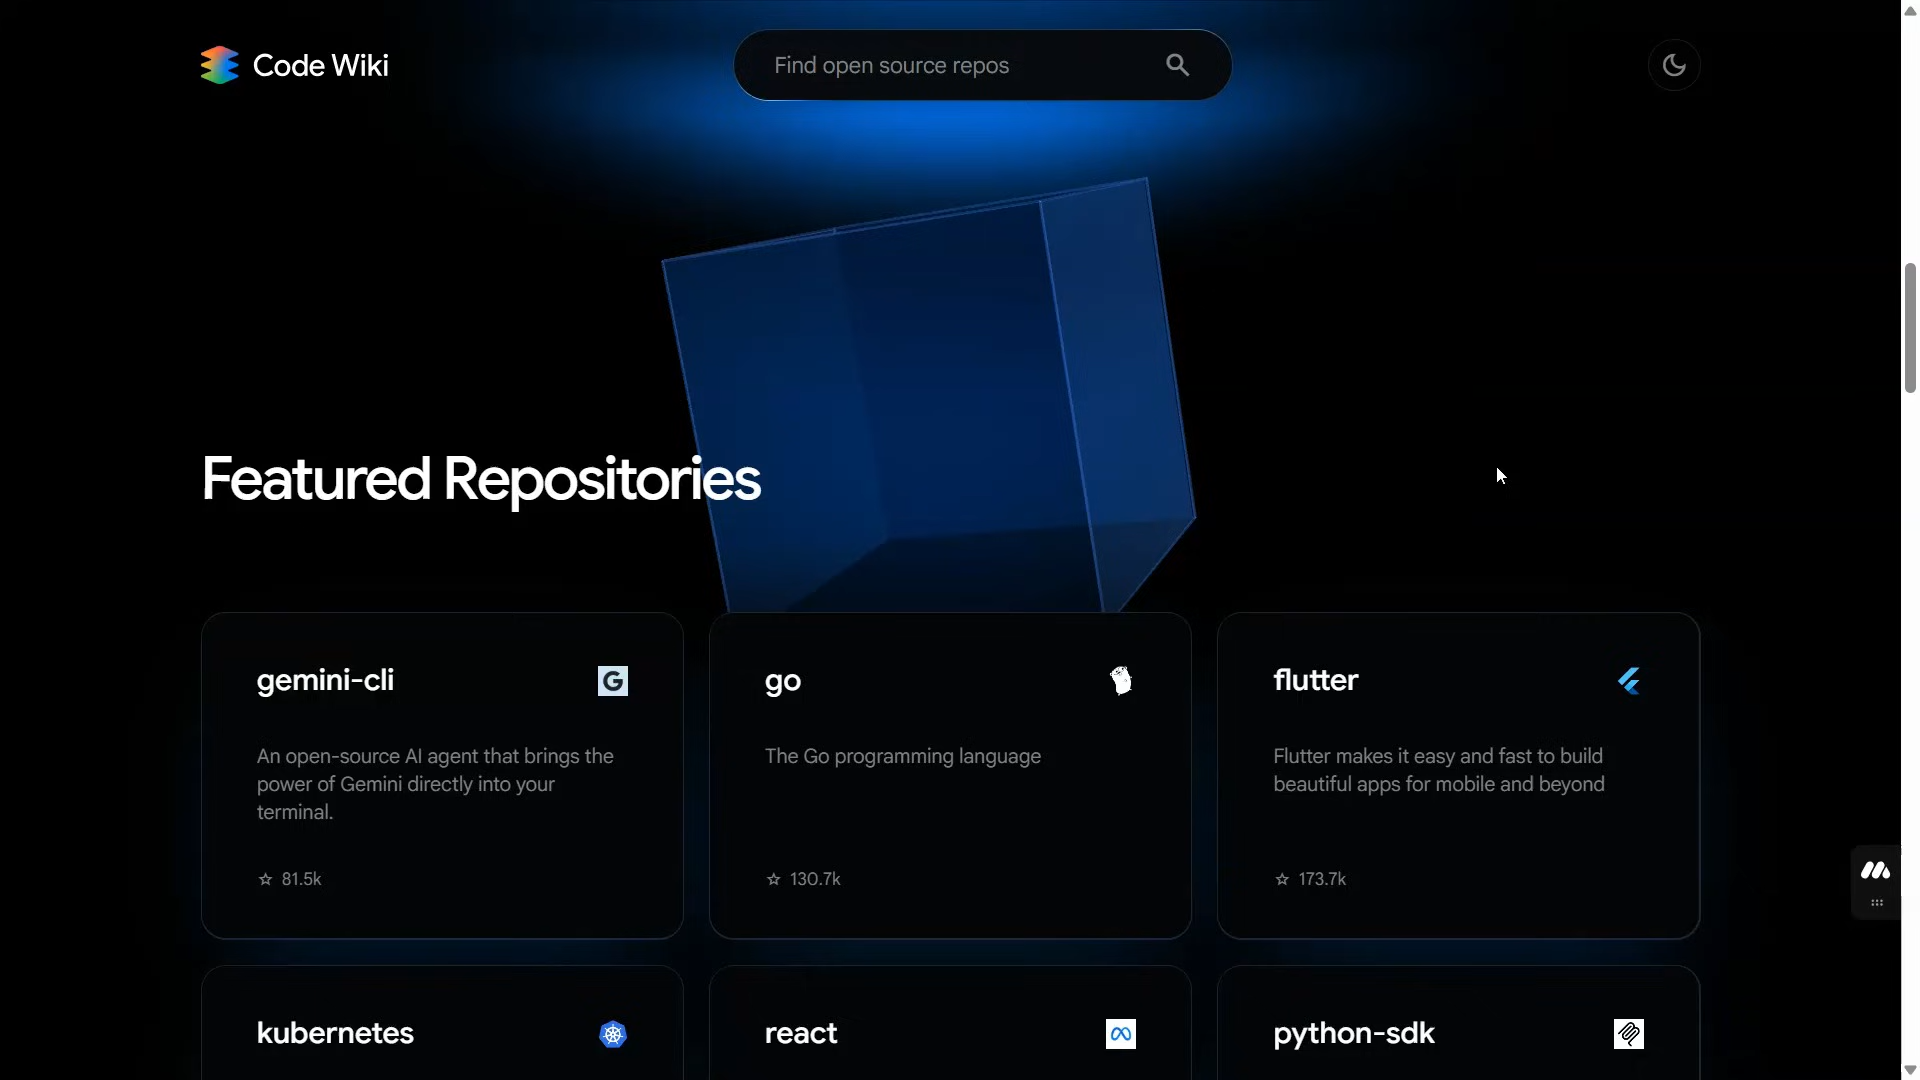 Code Wiki
Find open source repos
Featured Repositories
gemini-cli
G
An open-source AI agent that brings the
power of Gemini directly into your
terminal.
81.5k
go
The Go programming language
130.7k
flutter
Flutter makes it easy and fast to build
beautiful apps for mobile and beyond
173.7k
kubernetes
react
python-sdk